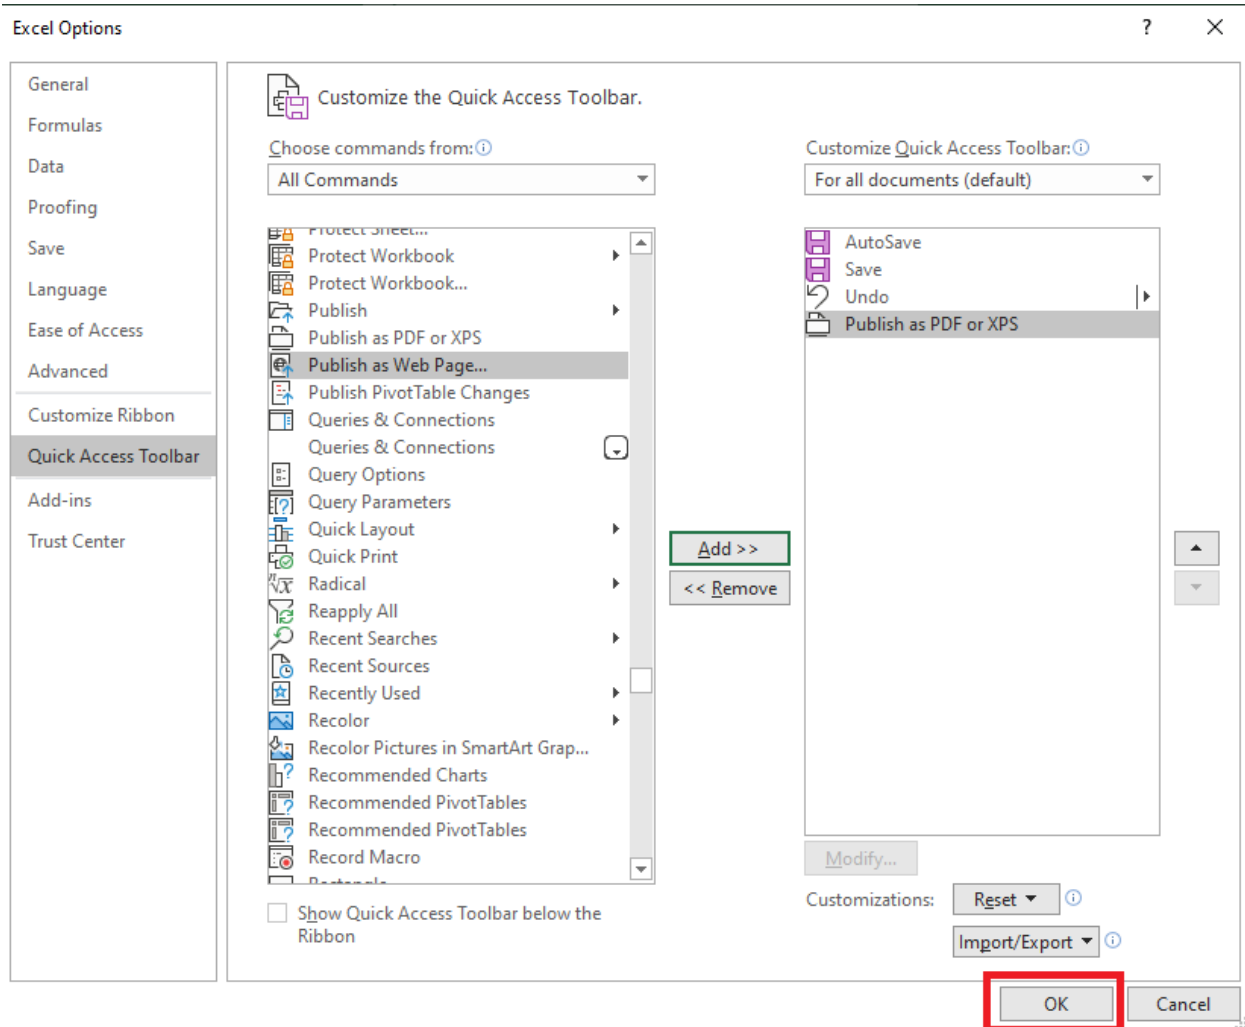 Excel Options
?
General
Formulas
Data
Proofing
Save
Language
Ease of Access
Advanced
Customize Ribbon
Quick Access Toolbar
Add-ins
Trust Center
Customize the Quick Access Toolbar.
Choose commands from:
All Commands
Protect Sheet...
Protect Workbook
Protect Workbook...
Publish
Publish as PDF or XPS
Publish as Web Page...
Publish PivotTable Changes
Queries & Connections
Queries & Connections
Query Options
Query Parameters
Quick Layout
Quick Print
Radical
Reapply All
Recent Searches
Recent Sources
Recently Used
Recolor
Recolor Pictures in SmartArt Grap...
Recommended Charts
Recommended PivotTables
Recommended PivotTables
Record Macro
Rectangle
Show Quick Access Toolbar below the
Ribbon
Add >>
<< Remove
Customize Quick Access Toolbar:
For all documents (default)
AutoSave
Save
Undo
Publish as PDF or XPS
Modify...
Customizations:
Reset
Import/Export
OK
Cancel